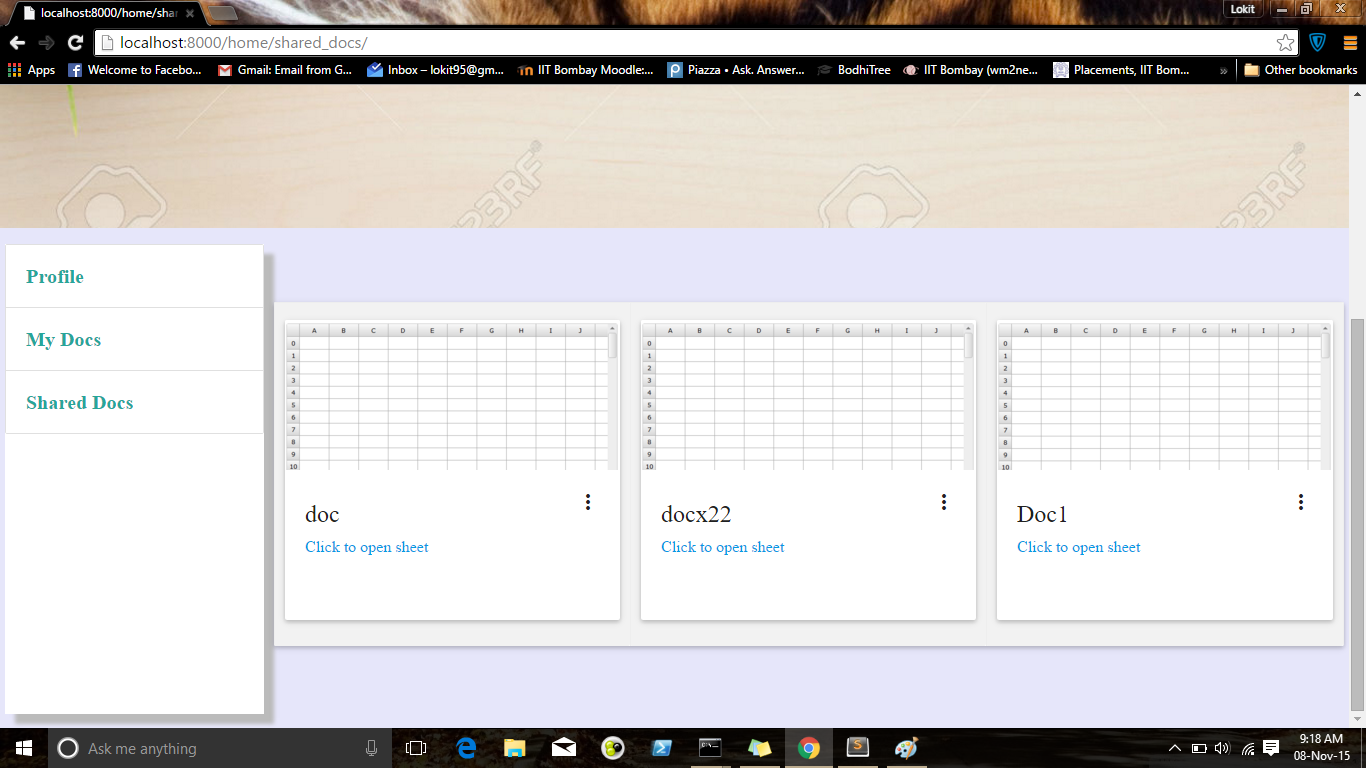 localhost:8000/home/sha
Lokit
localhost:8000/home/shared_docs/
Apps Welcome to Facebo... Gmail: Email from G... Inbox – lokit95@gm... IIT Bombay Moodle:... Piazza • Ask. Answer... BodhiTree IIT Bombay (wm2ne... Placements, IIT Bom... » Other bookmarks
123RF 123RF
Profile
My Docs
Shared Docs
A B C D E F G H I J
0
1
2
3
4
5
6
7
8
9
10
doc
Click to open sheet
A B C D E F G H I J
0
1
2
3
4
5
6
7
8
9
10
docx22
Click to open sheet
A B C D E F G H I J
0
1
2
3
4
5
6
7
8
9
10
Doc1
Click to open sheet
Ask me anything
9:18 AM
08-Nov-15